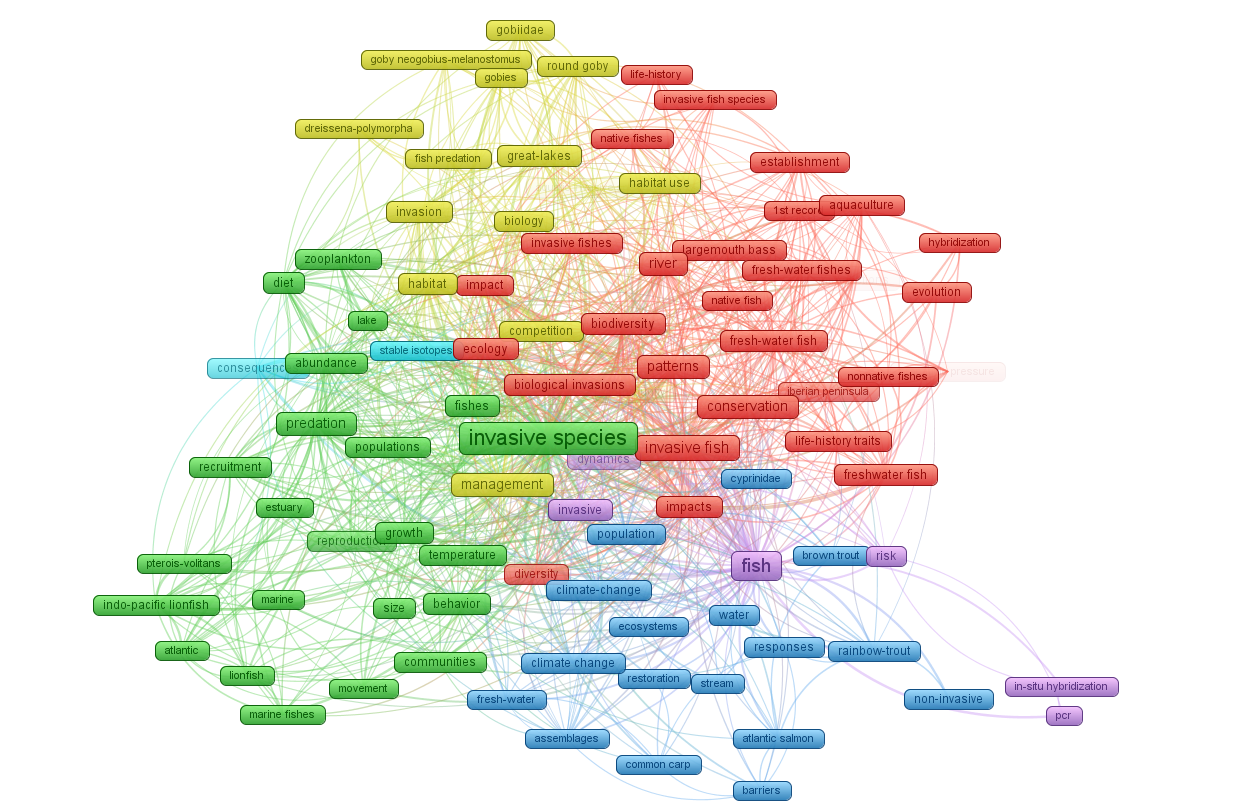 gobiidae
goby neogobius-melanostomus
round goby
gobies
life-history
invasive fish species
dreissena-polymorpha
native fishes
fish predation
great-lakes
establishment
habitat use
invasion
1st record
aquaculture
biology
invasive fishes
hybridization
largemouth bass
zooplankton
river
fresh-water fishes
diet
habitat
impact
evolution
native fish
lake
biodiversity
competition
fresh-water fish
stable isotopes
ecology
abundance
consequenc
patterns
pressure
nonnative fishes
biological invasions
iberian peninsula
fishes
conservation
predation
invasive species
life-history traits
populations
invasive fish
dynamics
recruitment
freshwater fish
cyprinidae
management
estuary
invasive
impacts
growth
population
reproduction
temperature
brown trout
risk
pterois-volitans
fish
diversity
climate-change
marine
indo-pacific lionfish
size
behavior
water
ecosystems
responses
atlantic
rainbow-trout
communities
climate change
lionfish
restoration
stream
movement
in-situ hybridization
fresh-water
non-invasive
marine fishes
pcr
assemblages
atlantic salmon
common carp
barriers